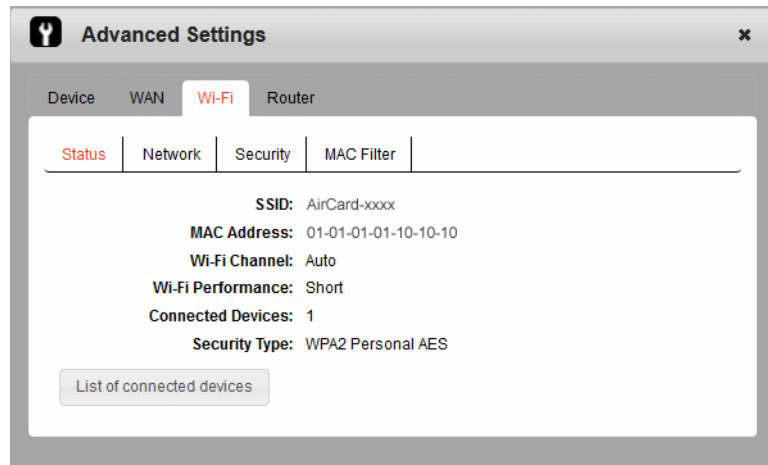 Advanced Settings
Device WAN Wi-Fi Router
Status Network Security MAC Filter
SSID: AirCard-xxxx
MAC Address: 01-01-01-01-10-10-10
Wi-Fi Channel: Auto
Wi-Fi Performance: Short
Connected Devices: 1
Security Type: WPA2 Personal AES
List of connected devices